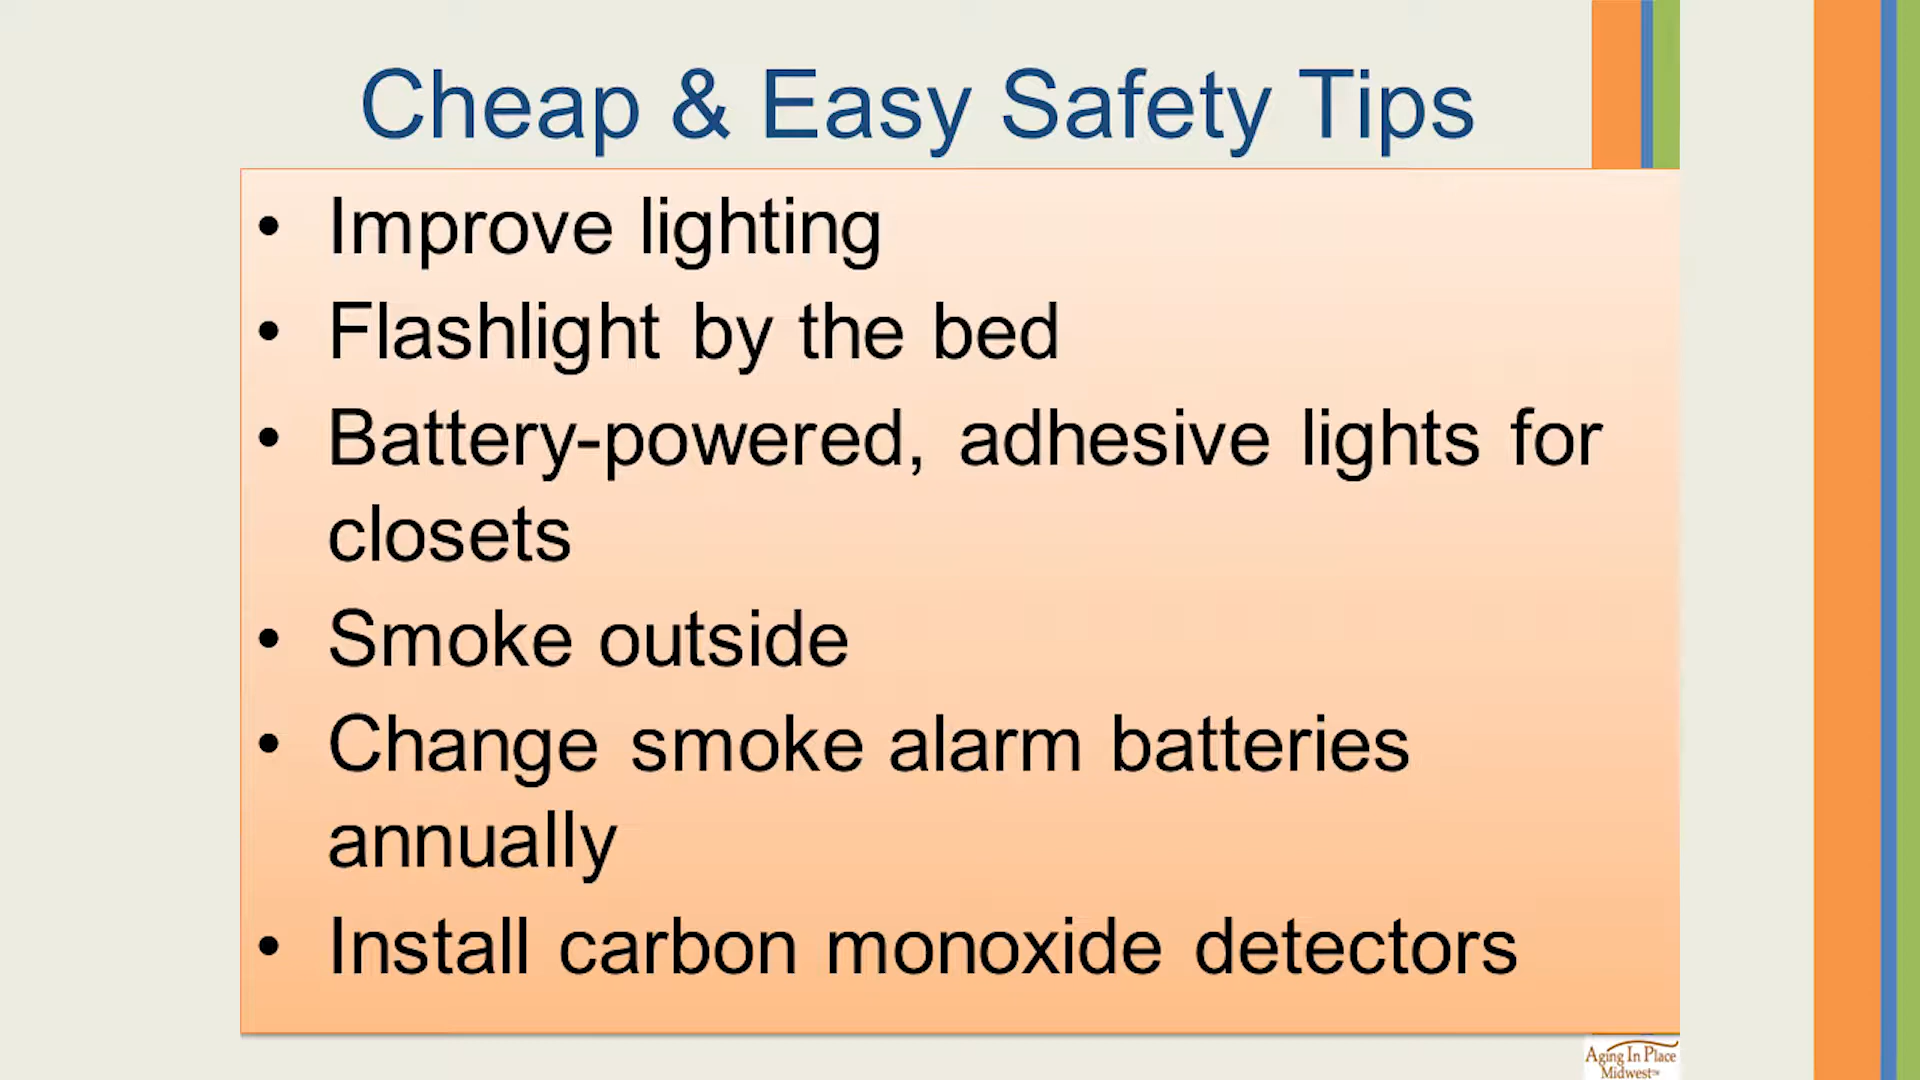 Cheap & Easy Safety Tips
• Improve lighting
• Flashlight by the bed
• Battery-powered, adhesive lights for
closets
• Smoke outside
• Change smoke alarm batteries
annually
• Install carbon monoxide detectors
Aging In Place
Midwest™